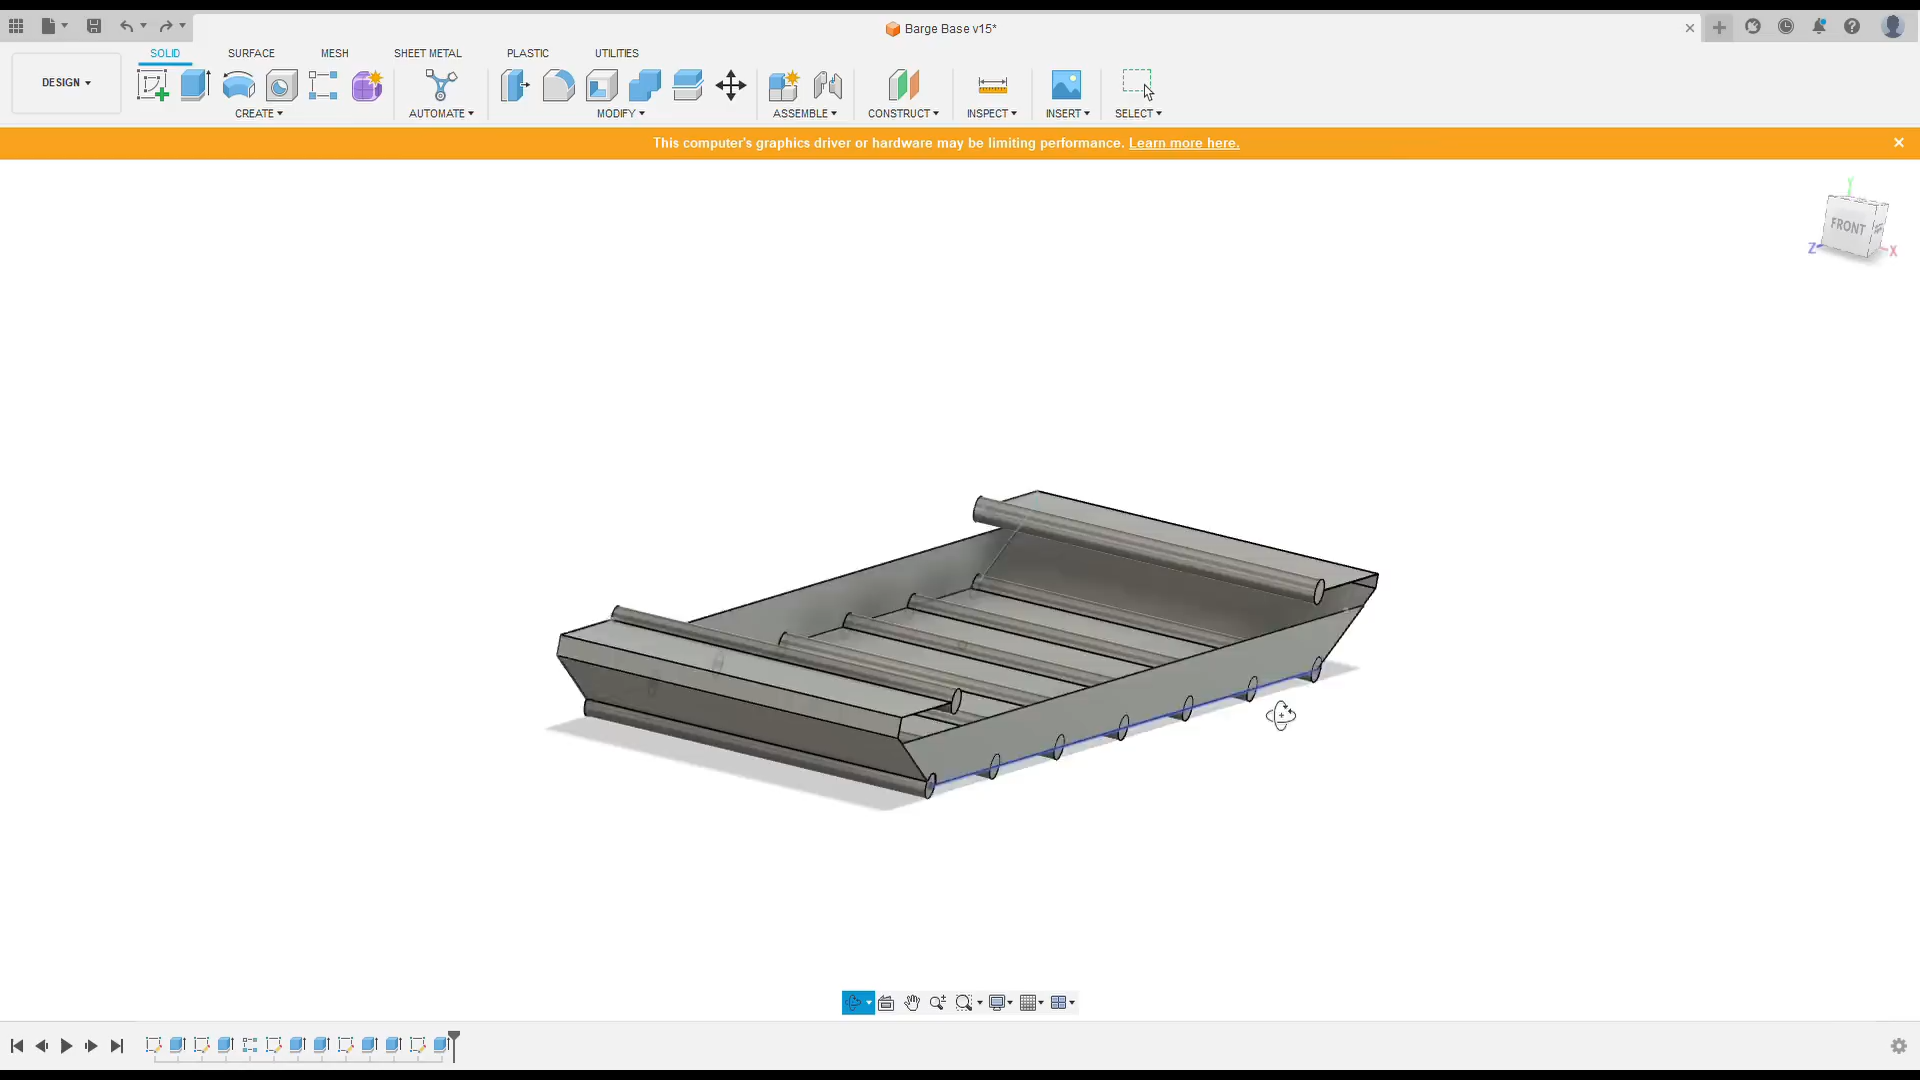 Barge Base v15*
SOLID
SURFACE
MESH
SHEET METAL
PLASTIC
UTILITIES
DESIGN
CREATE
AUTOMATE
MODIFY
ASSEMBLE
CONSTRUCT
INSPECT
INSERT
SELECT
This computer's graphics driver or hardware may be limiting performance. Learn more here.
Y
FRONT
Z
X